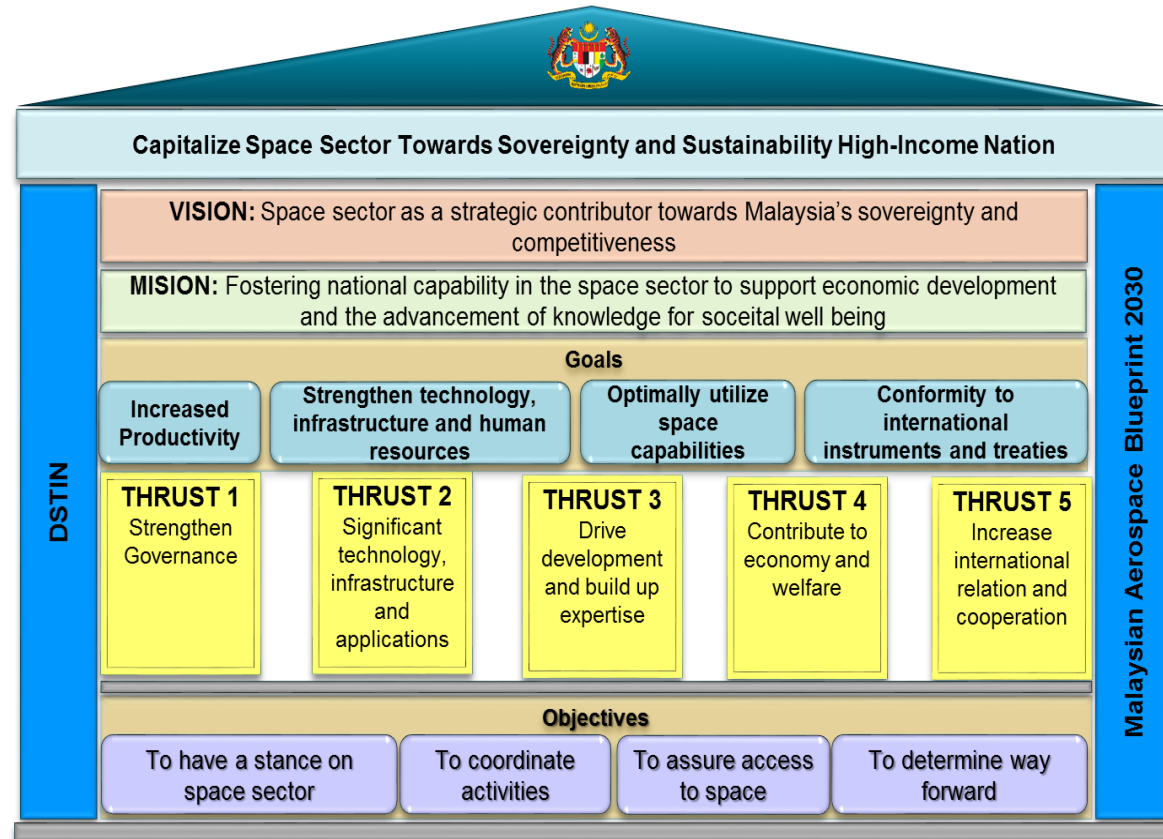 Capitalize Space Sector Towards Sovereignty and Sustainability High-Income Nation
VISION: Space sector as a strategic contributor towards Malaysia's sovereignty and
competitiveness
MISION: Fostering national capability in the space sector to support economic development
and the advancement of knowledge for soceital well being
Goals
Increased
Productivity
Strengthen technology,
infrastructure and human
resources
Optimally utilize
space
capabilities
Conformity to
international
instruments and treaties
DSTIN
THRUST 1
Strengthen
Governance
THRUST 2
Significant
technology,
infrastructure
and
applications
THRUST 3
Drive
development
and build up
expertise
THRUST 4
Contribute to
economy and
welfare
THRUST 5
Increase
international
relation and
cooperation
Malaysian Aerospace Blueprint 2030
Objectives
To have a stance on
space sector
To coordinate
activities
To assure access
to space
To determine way
forward